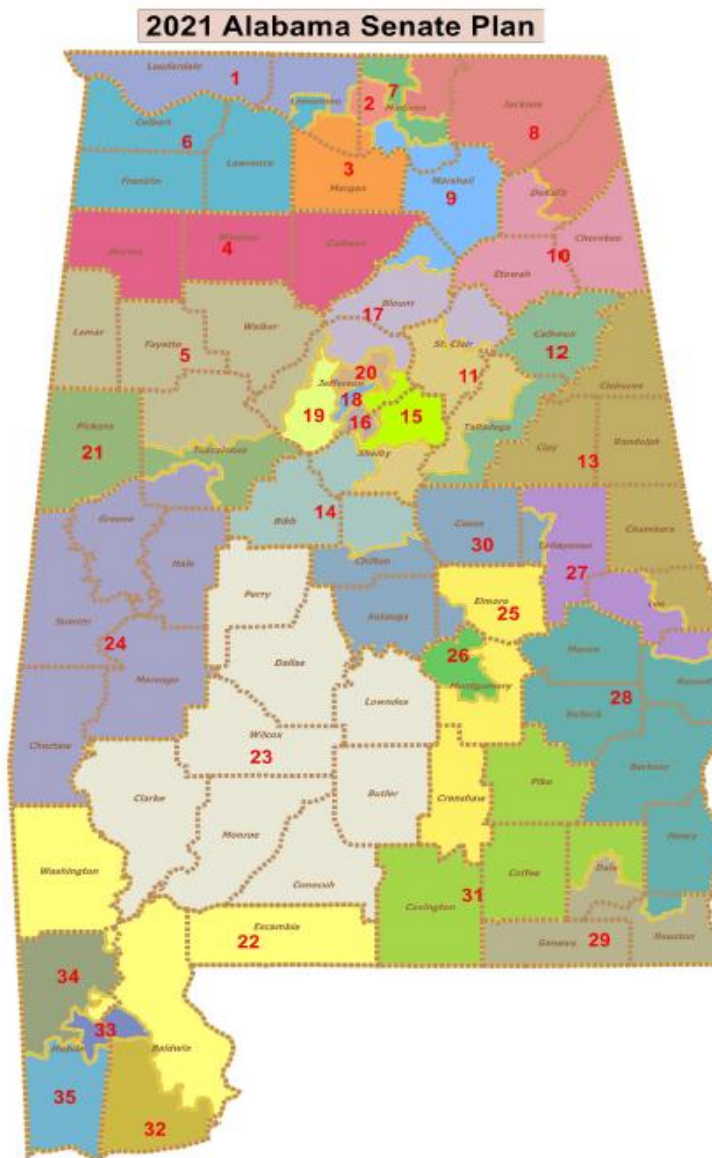 2021 Alabama Senate Plan
Lauderdale 1
Limestone 2 7 Madison
Jackson 8
Colbert 6
Lawrence
3 Morgan
Franklin
Marshall 9
DeKalb
Cherokee
Marion
Winston 4
Cullman
Etowah 10
Blount 17
Lamar
Fayette 5
Walker
St. Clair 11
Calhoun 12
Cleburne
Jefferson 20
18
19
16
15
Pickens 21
Tuscaloosa
Shelby
Talladega
Clay 13
Randolph
Greene
Bibb 14
Coosa 30
Tallapoosa 27
Chambers
Hale
Chilton
Lee
Perry
Elmore 25
Sumter 24
Autauga
Macon
Marengo
Dallas
26 Montgomery
Russell
Lowndes
Bullock 28
Choctaw
Wilcox 23
Barbour
Clarke
Butler
Crenshaw
Pike
Monroe
Henry
Washington
Conecuh
Dale
Covington 31
Coffee
Escambia 22
Geneva 29
Houston
34
33
Mobile
Baldwin
35
32